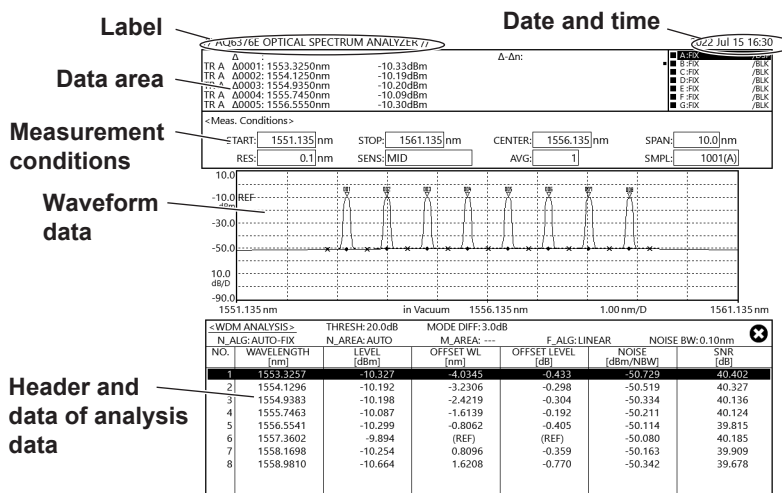 Label
Date and time
// AQ6376E OPTICAL SPECTRUM ANALYZER //
022 Jul 15 16:30
Data area
Δ : Δ-Δn:
TR A Δ0001: 1553.3250nm -10.33dBm
TR A Δ0002: 1554.1250nm -10.19dBm
TR A Δ0003: 1554.9350nm -10.20dBm
TR A Δ0004: 1555.7450nm -10.09dBm
TR A Δ0005: 1556.5550nm -10.30dBm
A:FIX /DSP
B:FIX /BLK
C:FIX /BLK
D:FIX /BLK
E:FIX /BLK
F:FIX /BLK
G:FIX /BLK
Measurement
conditions
<Meas. Conditions>
START: 1551.135 nm STOP: 1561.135 nm CENTER: 1556.135 nm SPAN: 10.0 nm
RES: 0.1 nm SENS: MID AVG: 1 SMPL: 1001(A)
Waveform
data
10.0
-10.0 REF
dBm
-30.0
-50.0
10.0
dB/D
-90.0
001 002 003 004 005 006 007 008
1551.135 nm in Vacuum 1556.135 nm 1.00 nm/D 1561.135 nm
Header and
data of analysis
data
<WDM ANALYSIS> THRESH: 20.0dB MODE DIFF: 3.0dB
N_ALG: AUTO-FIX N_AREA: AUTO M_AREA: --- F_ALG: LINEAR NOISE BW: 0.10nm
NO. WAVELENGTH LEVEL OFFSET WL OFFSET LEVEL NOISE SNR
[nm] [dBm] [nm] [dB] [dBm/NBW] [dB]
1 1553.3257 -10.327 -4.0345 -0.433 -50.729 40.402
2 1554.1296 -10.192 -3.2306 -0.298 -50.519 40.327
3 1554.9383 -10.198 -2.4219 -0.304 -50.334 40.136
4 1555.7463 -10.087 -1.6139 -0.192 -50.211 40.124
5 1556.5541 -10.299 -0.8062 -0.405 -50.114 39.815
6 1557.3602 -9.894 (REF) (REF) -50.080 40.185
7 1558.1698 -10.254 0.8096 -0.359 -50.163 39.909
8 1558.9810 -10.664 1.6208 -0.770 -50.342 39.678